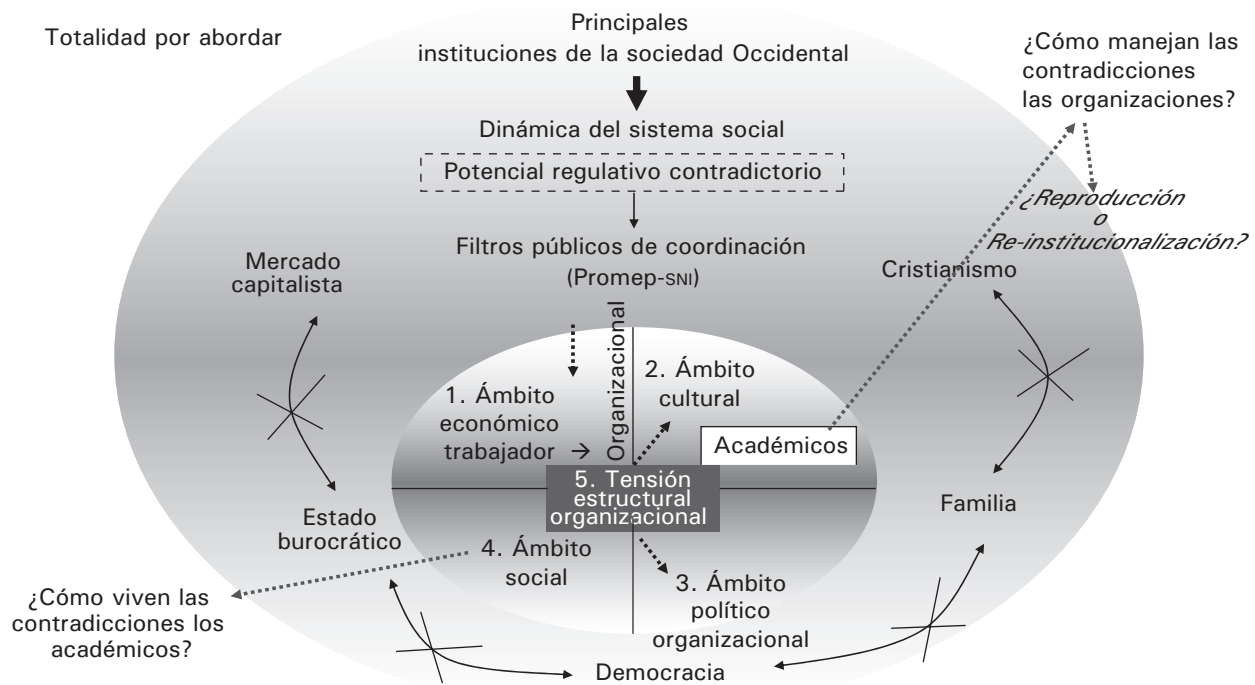 Totalidad por abordar
Principales
instituciones de la sociedad Occidental
¿Cómo manejan las
contradicciones
las organizaciones?
Dinámica del sistema social
Potencial regulativo contradictorio
¿Reproducción
o
Re-institucionalización?
Filtros públicos de coordinación
(Promep-SNI)
Mercado
capitalista
Cristianismo
Organizacional
1. Ámbito
económico
trabajador →
2. Ámbito
cultural
Académicos
5. Tensión
estructural
organizacional
Estado
burocrático
Familia
4. Ámbito
social
3. Ámbito
político
organizacional
¿Cómo viven las
contradicciones los
académicos?
Democracia